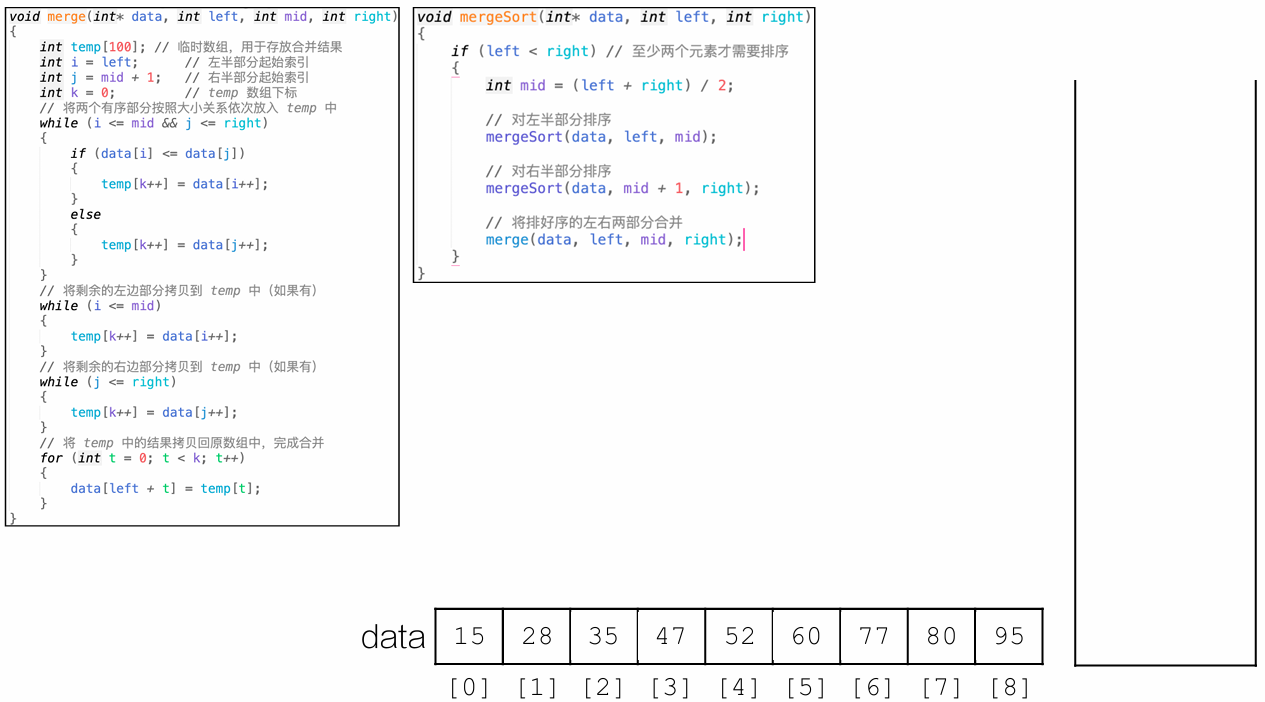 void merge(int* data, int left, int mid, int right)
{
    int temp[100]; // 临时数组，用于存放合并结果
    int i = left;      // 左半部分起始索引
    int j = mid + 1;   // 右半部分起始索引
    int k = 0;         // temp 数组下标
    // 将两个有序部分按照大小关系依次放入 temp 中
    while (i <= mid && j <= right)
    {
        if (data[i] <= data[j])
        {
            temp[k++] = data[i++];
        }
        else
        {
            temp[k++] = data[j++];
        }
    }
    // 将剩余的左边部分拷贝到 temp 中（如果有）
    while (i <= mid)
    {
        temp[k++] = data[i++];
    }
    // 将剩余的右边部分拷贝到 temp 中（如果有）
    while (j <= right)
    {
        temp[k++] = data[j++];
    }
    // 将 temp 中的结果拷贝回原数组中，完成合并
    for (int t = 0; t < k; t++)
    {
        data[left + t] = temp[t];
    }
}
void mergeSort(int* data, int left, int right)
{
    if (left < right) // 至少两个元素才需要排序
    {
        int mid = (left + right) / 2;
        // 对左半部分排序
        mergeSort(data, left, mid);
        // 对右半部分排序
        mergeSort(data, mid + 1, right);
        // 将排好序的左右两部分合并
        merge(data, left, mid, right);
    }
}
data 15 28 35 47 52 60 77 80 95
[0] [1] [2] [3] [4] [5] [6] [7] [8]